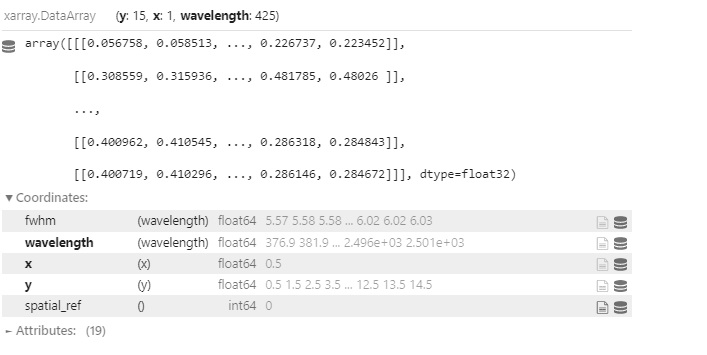 xarray.DataArray (y: 15, x: 1, wavelength: 425)
array([[[0.056758, 0.058513, ..., 0.226737, 0.223452]],
[[0.308559, 0.315936, ..., 0.481785, 0.48026 ]],
...,
[[0.400962, 0.410545, ..., 0.286318, 0.284843]],
[[0.400719, 0.410296, ..., 0.286146, 0.284672]]], dtype=float32)
▼ Coordinates:
fwhm (wavelength) float64 5.57 5.58 5.58 ... 6.02 6.02 6.03
wavelength (wavelength) float64 376.9 381.9 ... 2.496e+03 2.501e+03
x (x) float64 0.5
y (y) float64 0.5 1.5 2.5 3.5 ... 12.5 13.5 14.5
spatial_ref () int64 0
← Attributes: (19)